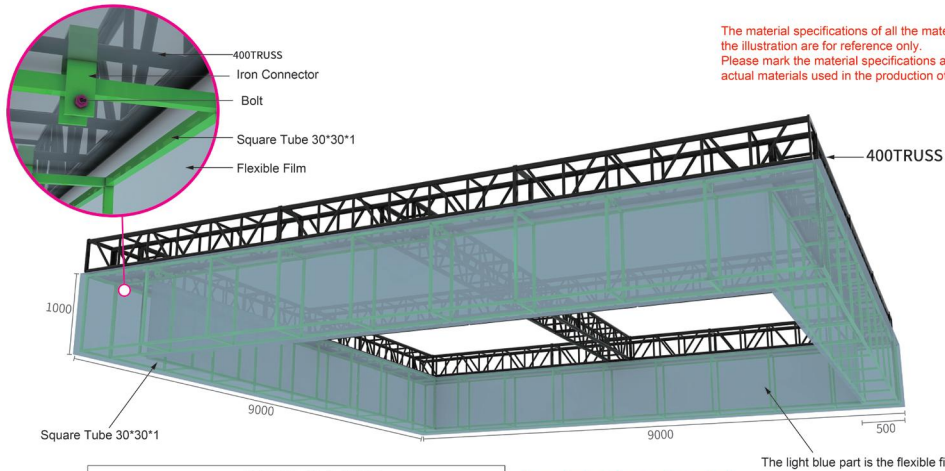 The material specifications of all the mate
the illustration are for reference only.
Please mark the material specifications a
actual materials used in the production of
400TRUSS
Iron Connector
Bolt
Square Tube 30*30*1
Flexible Film
400TRUSS
1000
9000
Square Tube 30*30*1
9000
500
The light blue part is the flexible fi